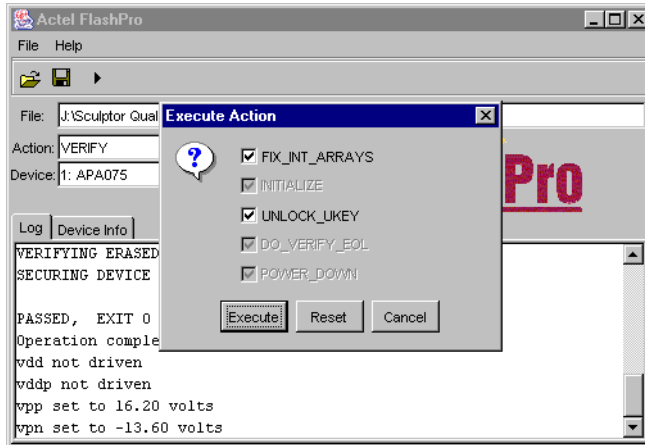 Actel FlashPro
File Help
File: J:\Sculptor Qual
Action: VERIFY
Device: 1: APA075
Pro
Execute Action
FIX_INT_ARRAYS
INITIALIZE
UNLOCK_UKEY
DO_VERIFY_EOL
POWER_DOWN
Execute Reset Cancel
Log Device Info
VERIFYING ERASED
SECURING DEVICE
PASSED, EXIT 0
Operation comple
vdd not driven
vddp not driven
vpp set to 16.20 volts
vpn set to -13.60 volts